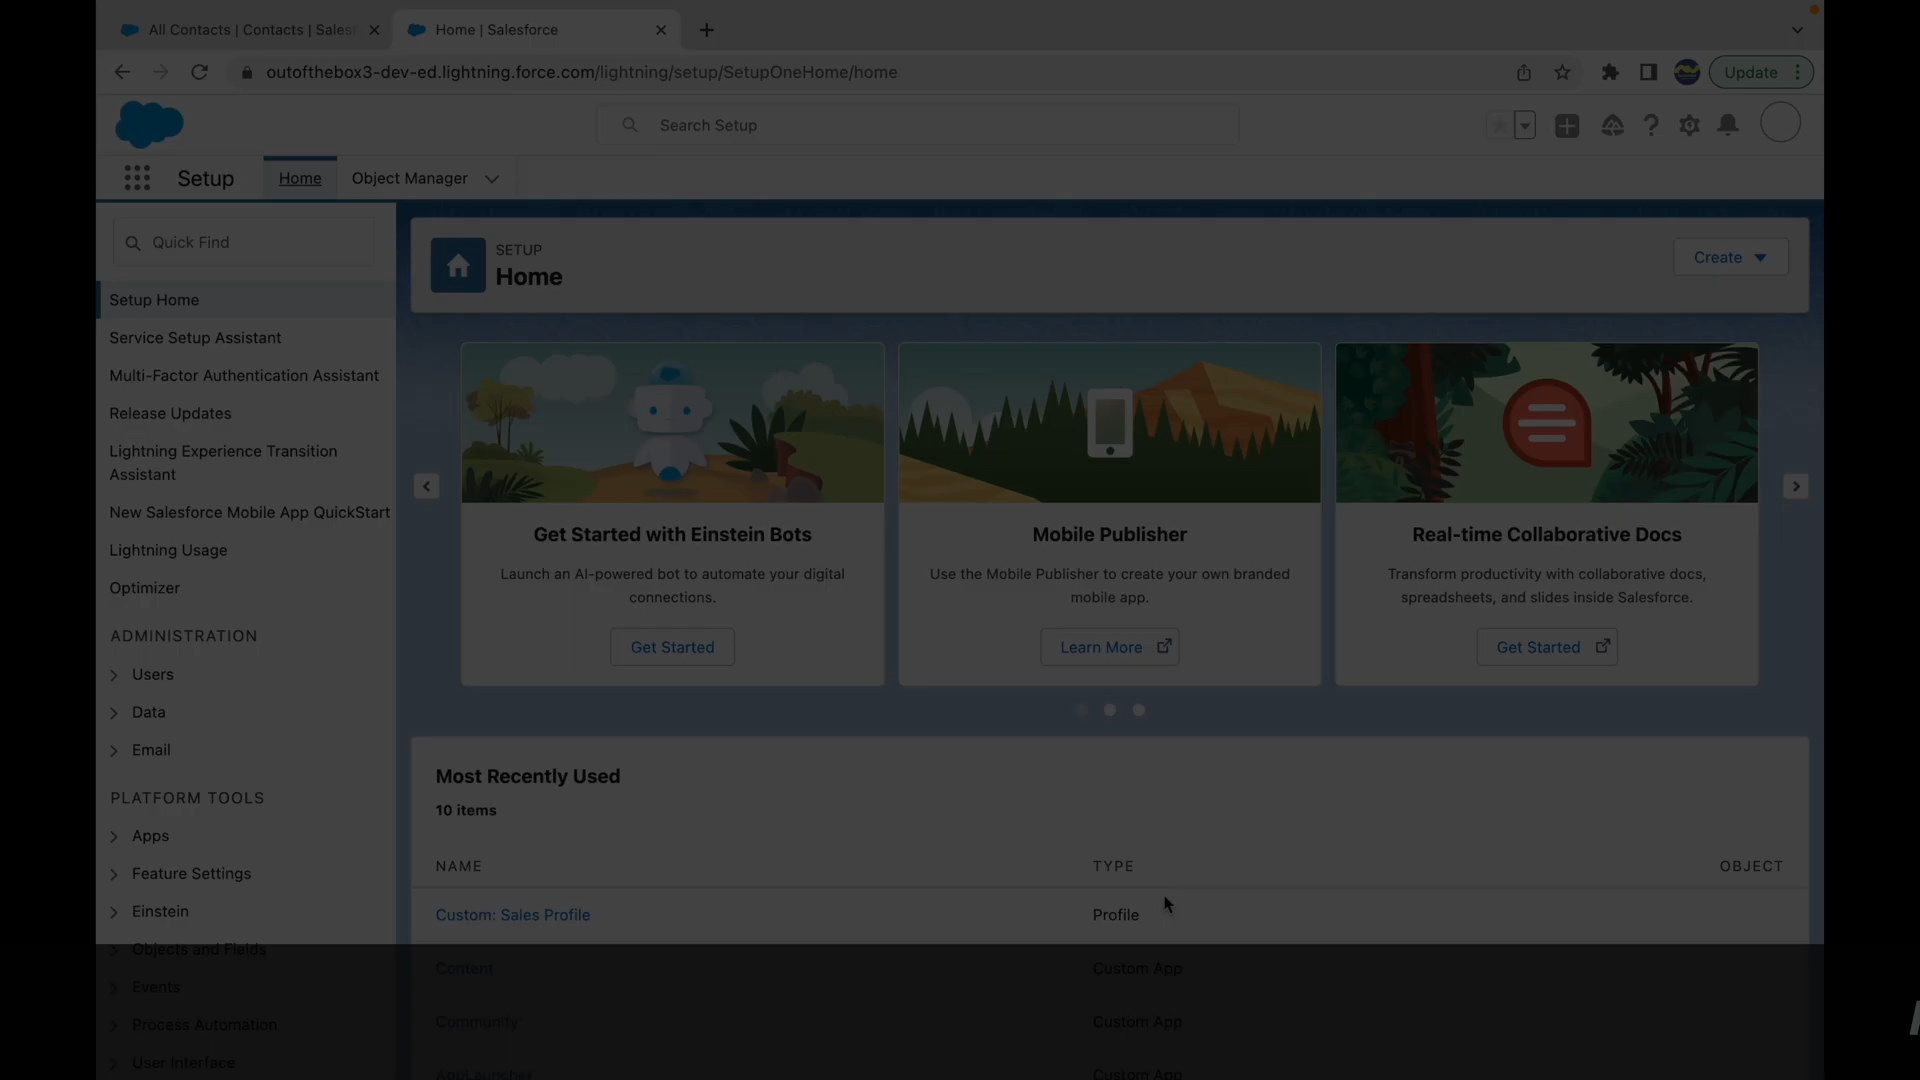 All Contacts | Contacts | Sales
Home | Salesforce
outofthebox3-dev-ed.lightning.force.com/lightning/setup/SetupOneHome/home
Update
Search Setup
Setup
Home
Object Manager
Quick Find
Setup Home
Service Setup Assistant
Multi-Factor Authentication Assistant
Release Updates
Lightning Experience Transition
Assistant
New Salesforce Mobile App QuickStart
Lightning Usage
Optimizer
ADMINISTRATION
Users
Data
Email
PLATFORM TOOLS
Apps
Feature Settings
Einstein
Objects and Fields
Events
Process Automation
User Interface
SETUP
Home
Create
Get Started with Einstein Bots
Launch an AI-powered bot to automate your digital
connections.
Get Started
Mobile Publisher
Use the Mobile Publisher to create your own branded
mobile app.
Learn More
Real-time Collaborative Docs
Transform productivity with collaborative docs,
spreadsheets, and slides inside Salesforce.
Get Started
Most Recently Used
10 items
NAME TYPE OBJECT
Custom: Sales Profile Profile
Content Custom App
Community Custom App
AppLauncher Custom App